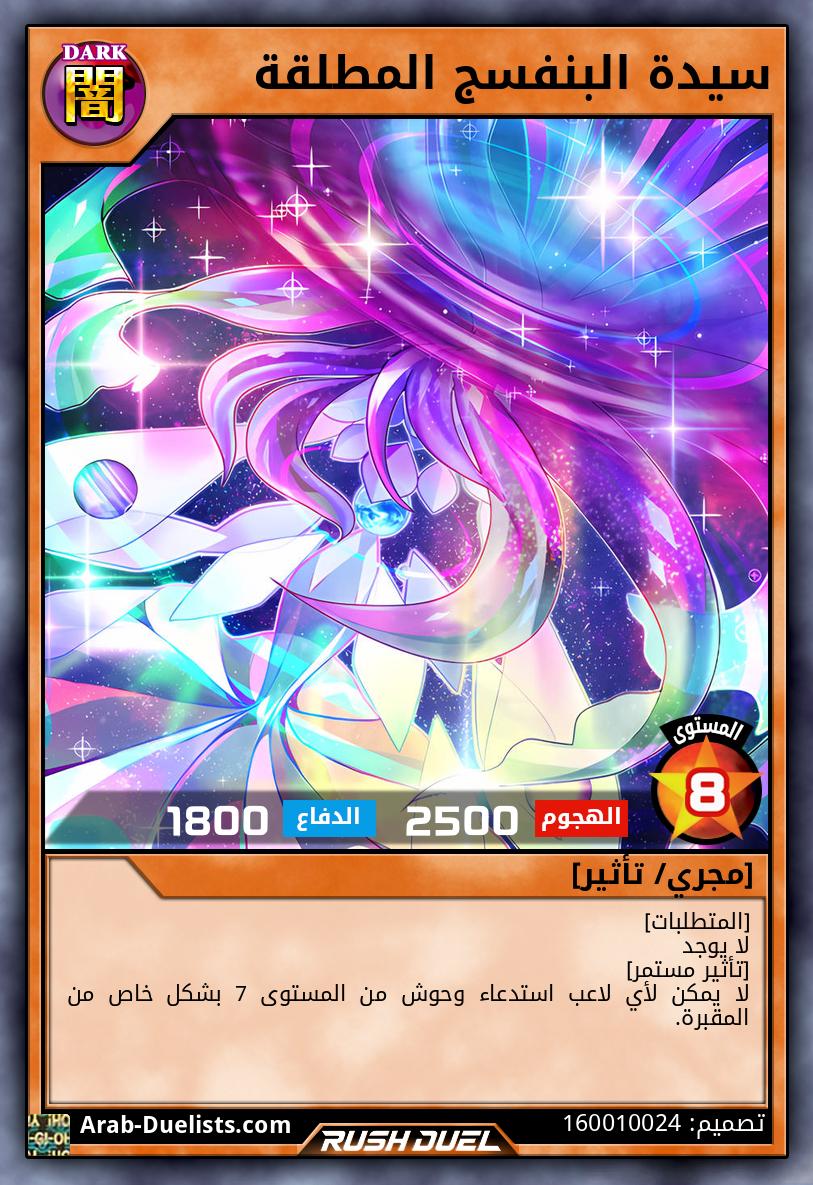 DARK
闇
سيدة البنفسج المطلقة
المستوى
8
الهجوم 2500 الدفاع 1800
[مجري/ تأثير]
[المتطلبات]
لا يوجد
[تأثير مستمر]
لا يمكن لأي لاعب استدعاء وحوش من المستوى 7 بشكل خاص من
المقبرة.
تصميم: 160010024
RUSH DUEL
Arab-Duelists.com